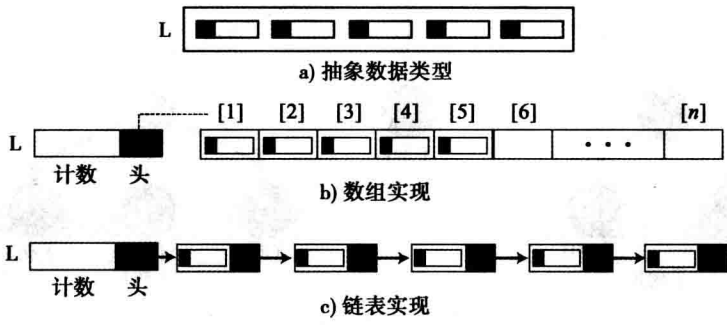 L
a) 抽象数据类型
[1] [2] [3] [4] [5] [6] [n]
L
. . .
计数 头
b) 数组实现
L
计数 头
c) 链表实现